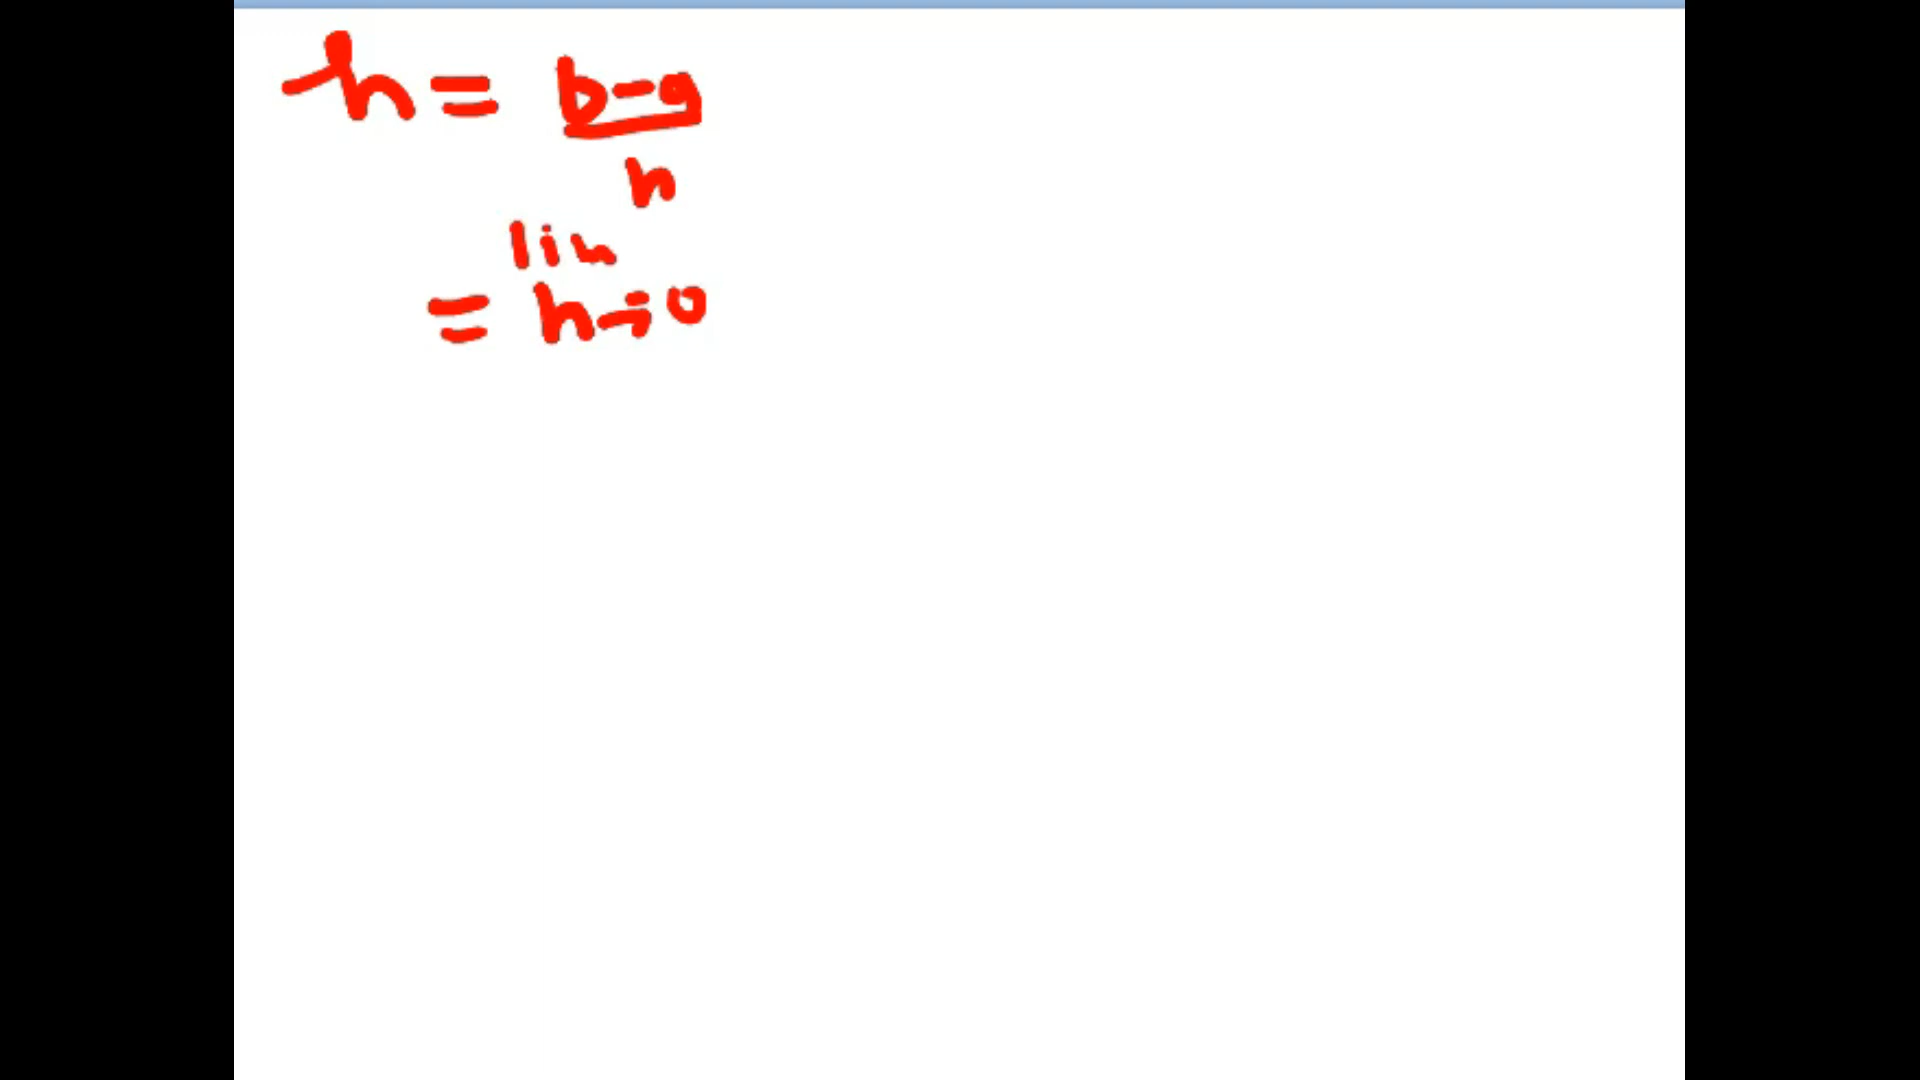 h = b-a
n
lim
= h→0